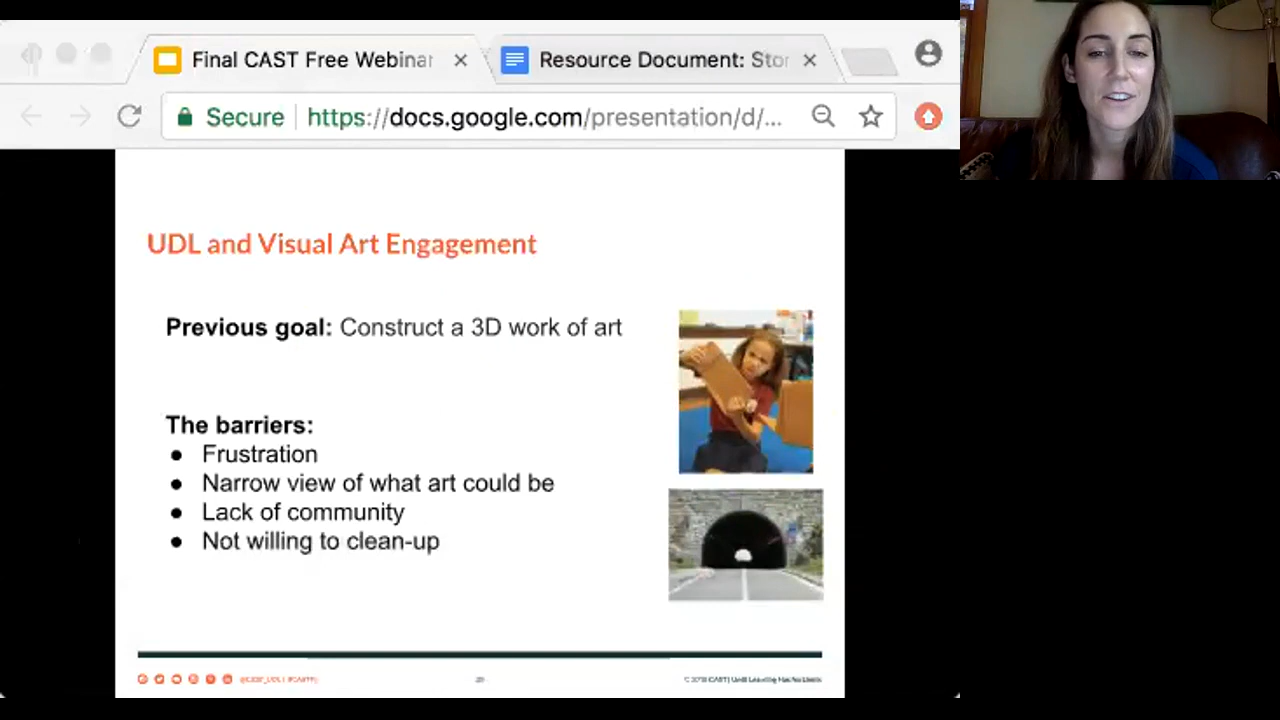 Final CAST Free Webinar
Resource Document: Stor
Secure https://docs.google.com/presentation/d/...
UDL and Visual Art Engagement
Previous goal: Construct a 3D work of art
The barriers:
● Frustration
● Narrow view of what art could be
● Lack of community
● Not willing to clean-up